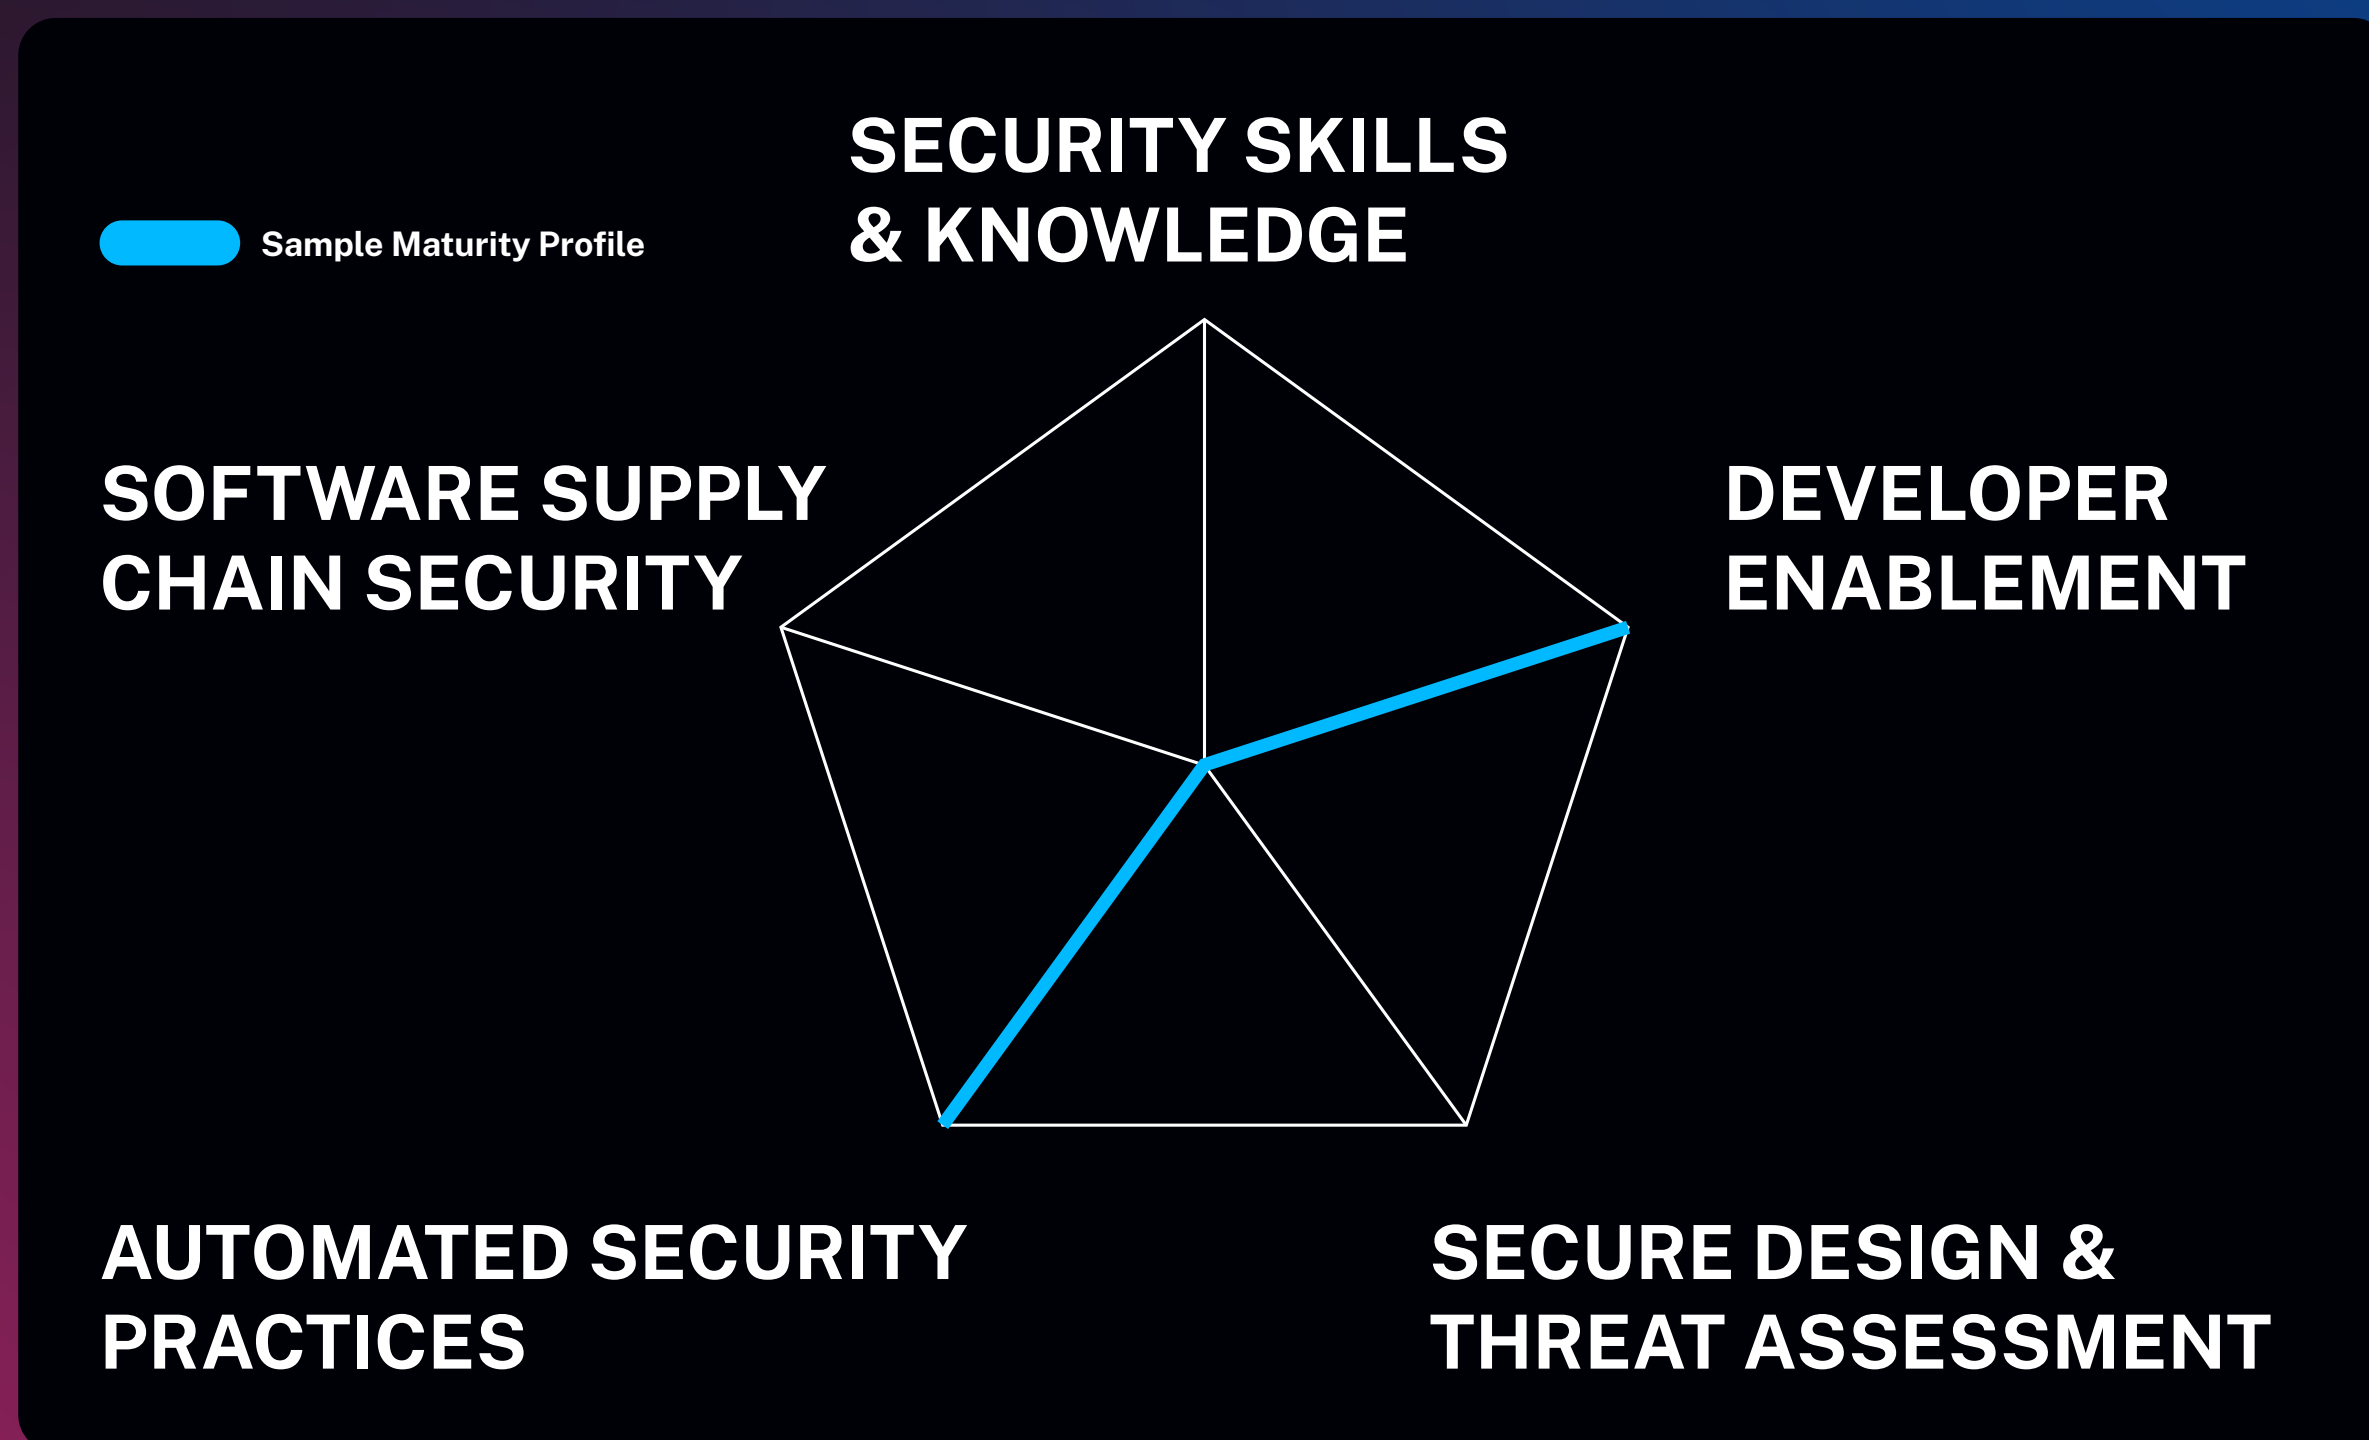 SECURITY SKILLS
& KNOWLEDGE
Sample Maturity Profile
SOFTWARE SUPPLY
CHAIN SECURITY
DEVELOPER
ENABLEMENT
AUTOMATED SECURITY
PRACTICES
SECURE DESIGN &
THREAT ASSESSMENT